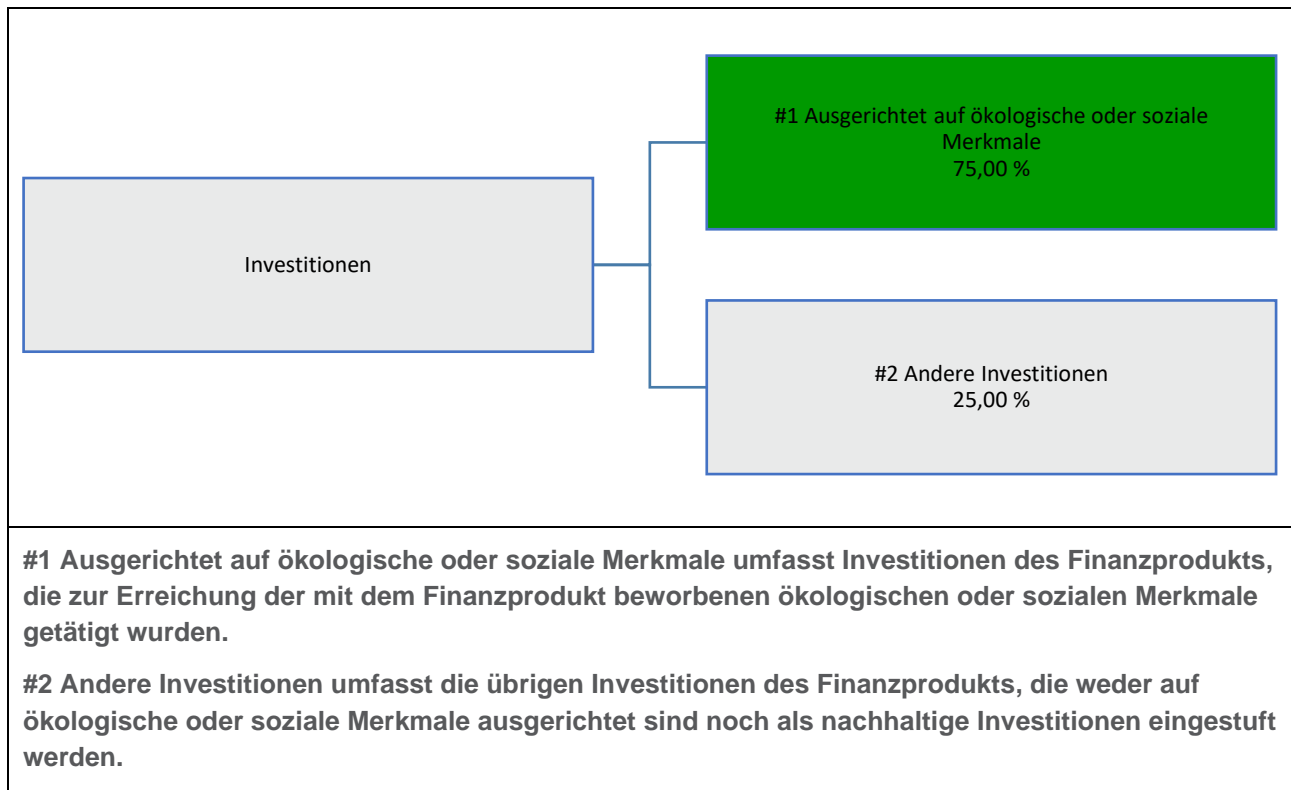 #1 Ausgerichtet auf ökologische oder soziale
Merkmale
75,00 %
Investitionen
#2 Andere Investitionen
25,00 %
#1 Ausgerichtet auf ökologische oder soziale Merkmale umfasst Investitionen des Finanzprodukts,
die zur Erreichung der mit dem Finanzprodukt beworbenen ökologischen oder sozialen Merkmale
getätigt wurden.
#2 Andere Investitionen umfasst die übrigen Investitionen des Finanzprodukts, die weder auf
ökologische oder soziale Merkmale ausgerichtet sind noch als nachhaltige Investitionen eingestuft
werden.